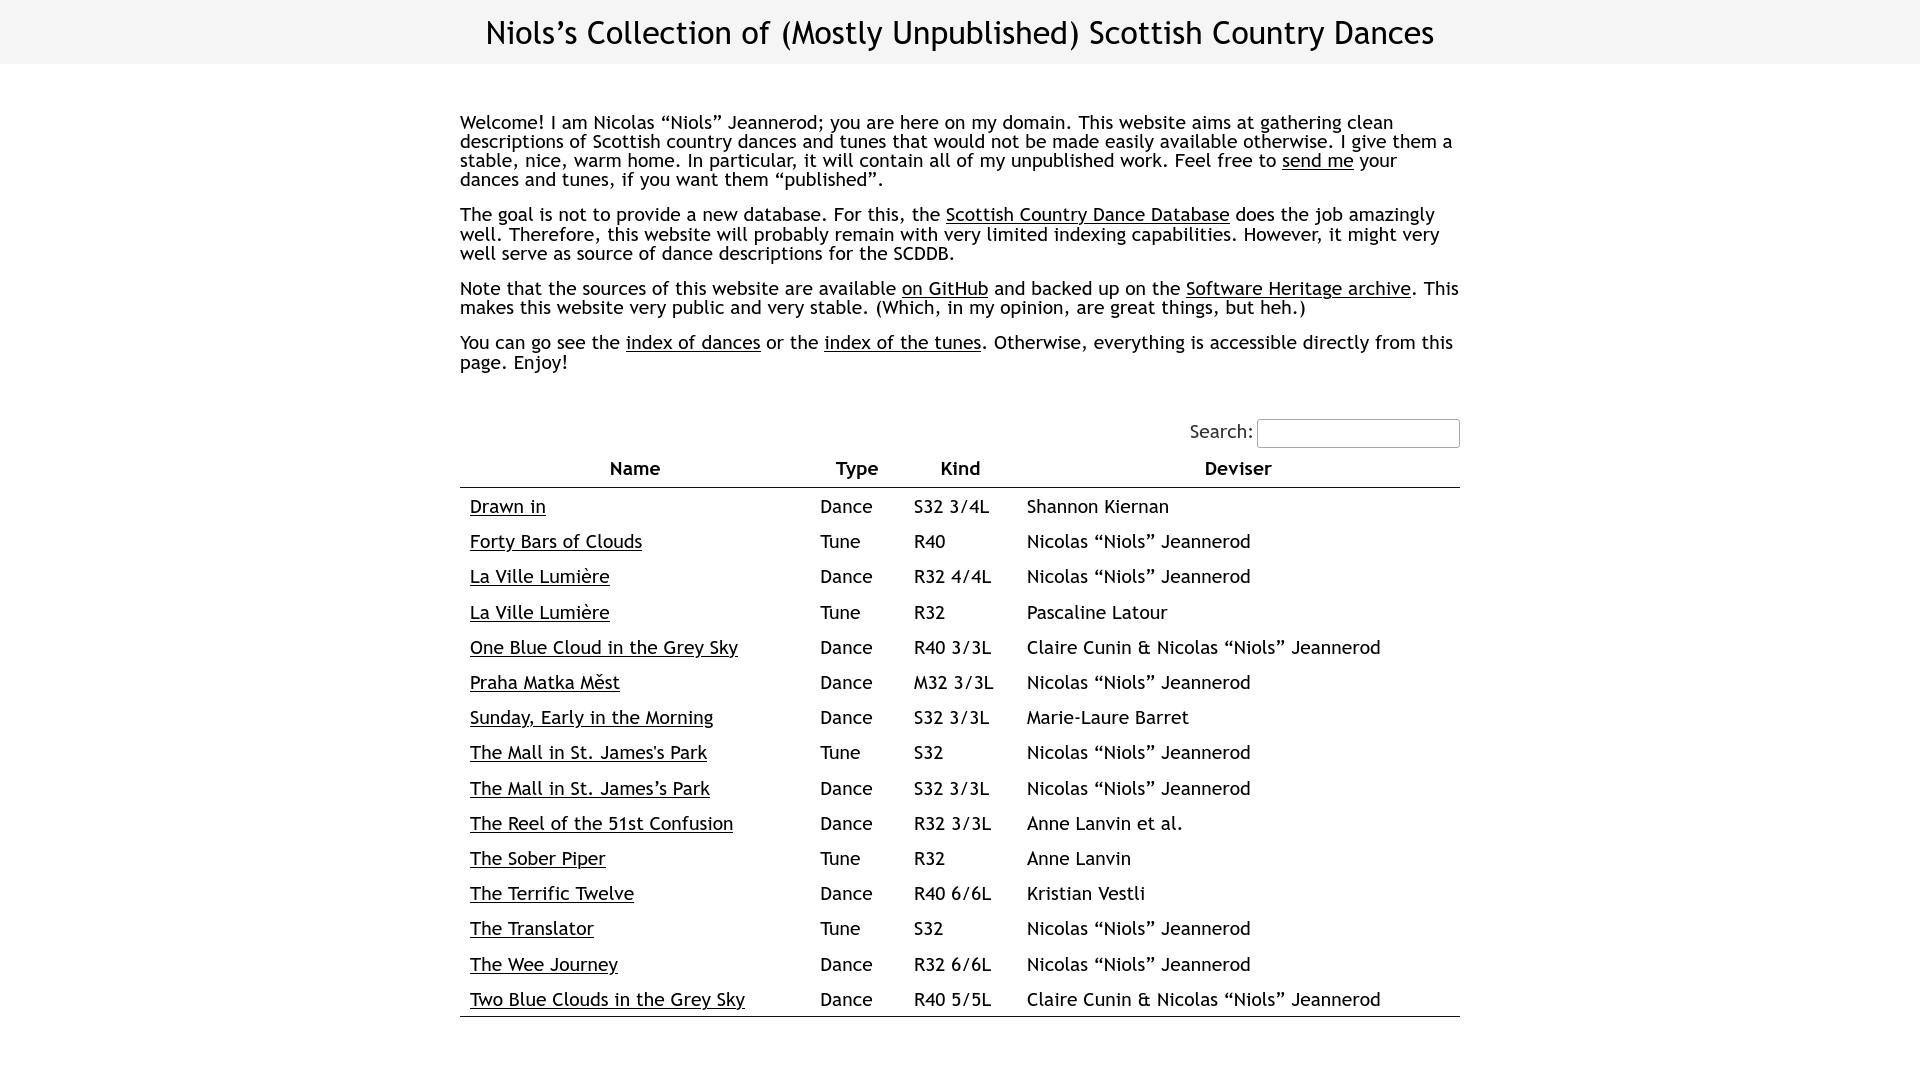 Niols’s Collection of (Mostly Unpublished) Scottish Country Dances
Welcome! I am Nicolas “Niols” Jeannerod; you are here on my domain. This website aims at gathering clean
descriptions of Scottish country dances and tunes that would not be made easily available otherwise. I give them a
stable, nice, warm home. In particular, it will contain all of my unpublished work. Feel free to send me your
dances and tunes, if you want them “published”.
The goal is not to provide a new database. For this, the Scottish Country Dance Database does the job amazingly
well. Therefore, this website will probably remain with very limited indexing capabilities. However, it might very
well serve as source of dance descriptions for the SCDDB.
Note that the sources of this website are available on GitHub and backed up on the Software Heritage archive. This
makes this website very public and very stable. (Which, in my opinion, are great things, but heh.)
You can go see the index of dances or the index of the tunes. Otherwise, everything is accessible directly from this
page. Enjoy!
Search:
Name Type Kind Deviser
Drawn in Dance S32 3/4L Shannon Kiernan
Forty Bars of Clouds Tune R40 Nicolas “Niols” Jeannerod
La Ville Lumière Dance R32 4/4L Nicolas “Niols” Jeannerod
La Ville Lumière Tune R32 Pascaline Latour
One Blue Cloud in the Grey Sky Dance R40 3/3L Claire Cunin & Nicolas “Niols” Jeannerod
Praha Matka Měst Dance M32 3/3L Nicolas “Niols” Jeannerod
Sunday, Early in the Morning Dance S32 3/3L Marie-Laure Barret
The Mall in St. James's Park Tune S32 Nicolas “Niols” Jeannerod
The Mall in St. James’s Park Dance S32 3/3L Nicolas “Niols” Jeannerod
The Reel of the 51st Confusion Dance R32 3/3L Anne Lanvin et al.
The Sober Piper Tune R32 Anne Lanvin
The Terrific Twelve Dance R40 6/6L Kristian Vestli
The Translator Tune S32 Nicolas “Niols” Jeannerod
The Wee Journey Dance R32 6/6L Nicolas “Niols” Jeannerod
Two Blue Clouds in the Grey Sky Dance R40 5/5L Claire Cunin & Nicolas “Niols” Jeannerod